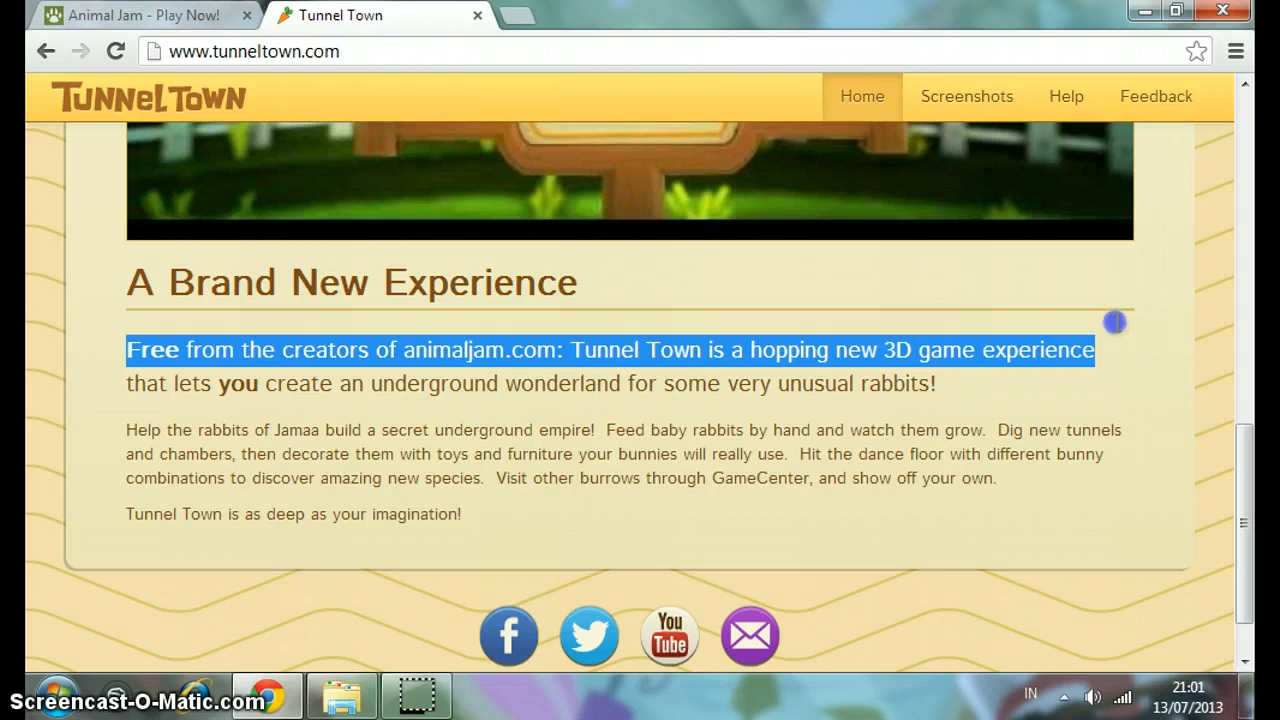 Animal Jam - Play Now!
Tunnel Town
www.tunneltown.com
TUNNEL TOWN
Home
Screenshots
Help
Feedback
A Brand New Experience
Free from the creators of animaljam.com: Tunnel Town is a hopping new 3D game experience
that lets you create an underground wonderland for some very unusual rabbits!
Help the rabbits of Jamaa build a secret underground empire! Feed baby rabbits by hand and watch them grow. Dig new tunnels
and chambers, then decorate them with toys and furniture your bunnies will really use. Hit the dance floor with different bunny
combinations to discover amazing new species. Visit other burrows through GameCenter, and show off your own.
Tunnel Town is as deep as your imagination!
You
Tube
Screencast-O-Matic.com
IN
21:01
13/07/2013